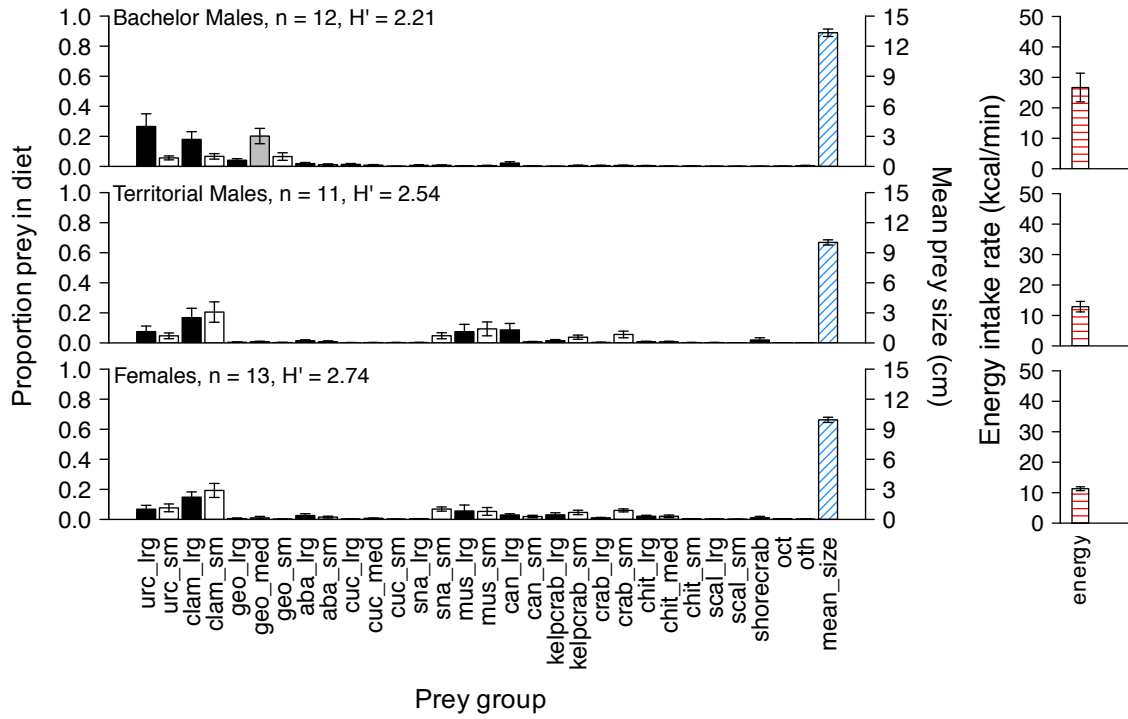 Bachelor Males, n = 12, H' = 2.21
1.0
0.8
0.6
0.4
0.2
0.0
15
12
9
6
3
0
50
40
30
20
10
0
Territorial Males, n = 11, H' = 2.54
1.0
0.8
0.6
0.4
0.2
0.0
15
12
9
6
3
0
50
40
30
20
10
0
Females, n = 13, H' = 2.74
1.0
0.8
0.6
0.4
0.2
0.0
15
12
9
6
3
0
50
40
30
20
10
0
Proportion prey in diet
Mean prey size (cm)
Energy intake rate (kcal/min)
urc_lrg
urc_sm
clam_lrg
clam_sm
geo_lrg
geo_med
geo_sm
aba_lrg
aba_sm
cuc_lrg
cuc_med
cuc_sm
sna_lrg
sna_sm
mus_lrg
mus_sm
can_lrg
can_sm
kelpcrab_lrg
kelpcrab_sm
crab_lrg
crab_sm
chit_lrg
chit_med
chit_sm
scal_lrg
scal_sm
shorecrab
oct
oth
mean_size
energy
Prey group